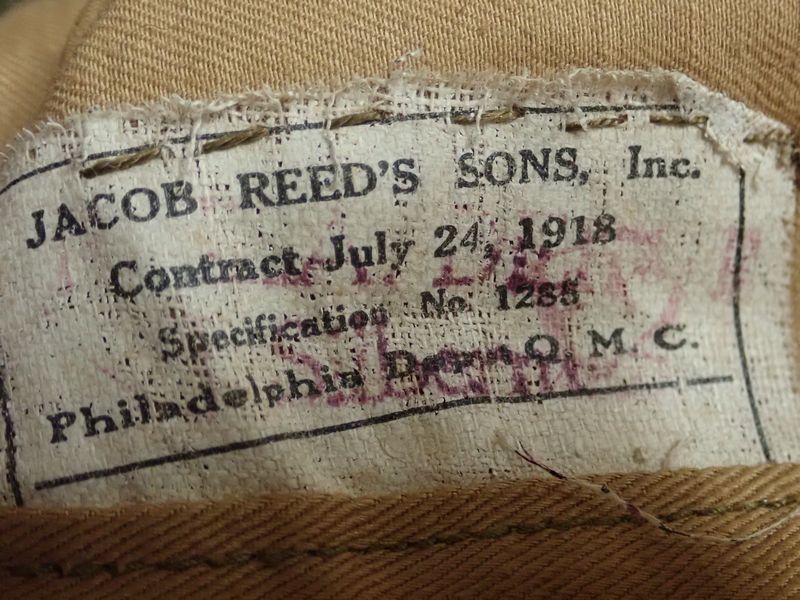 JACOB REED'S SONS, Inc.
Contract July 24, 1918
Specification No 1285
Philadelphia Depot Q. M. C.